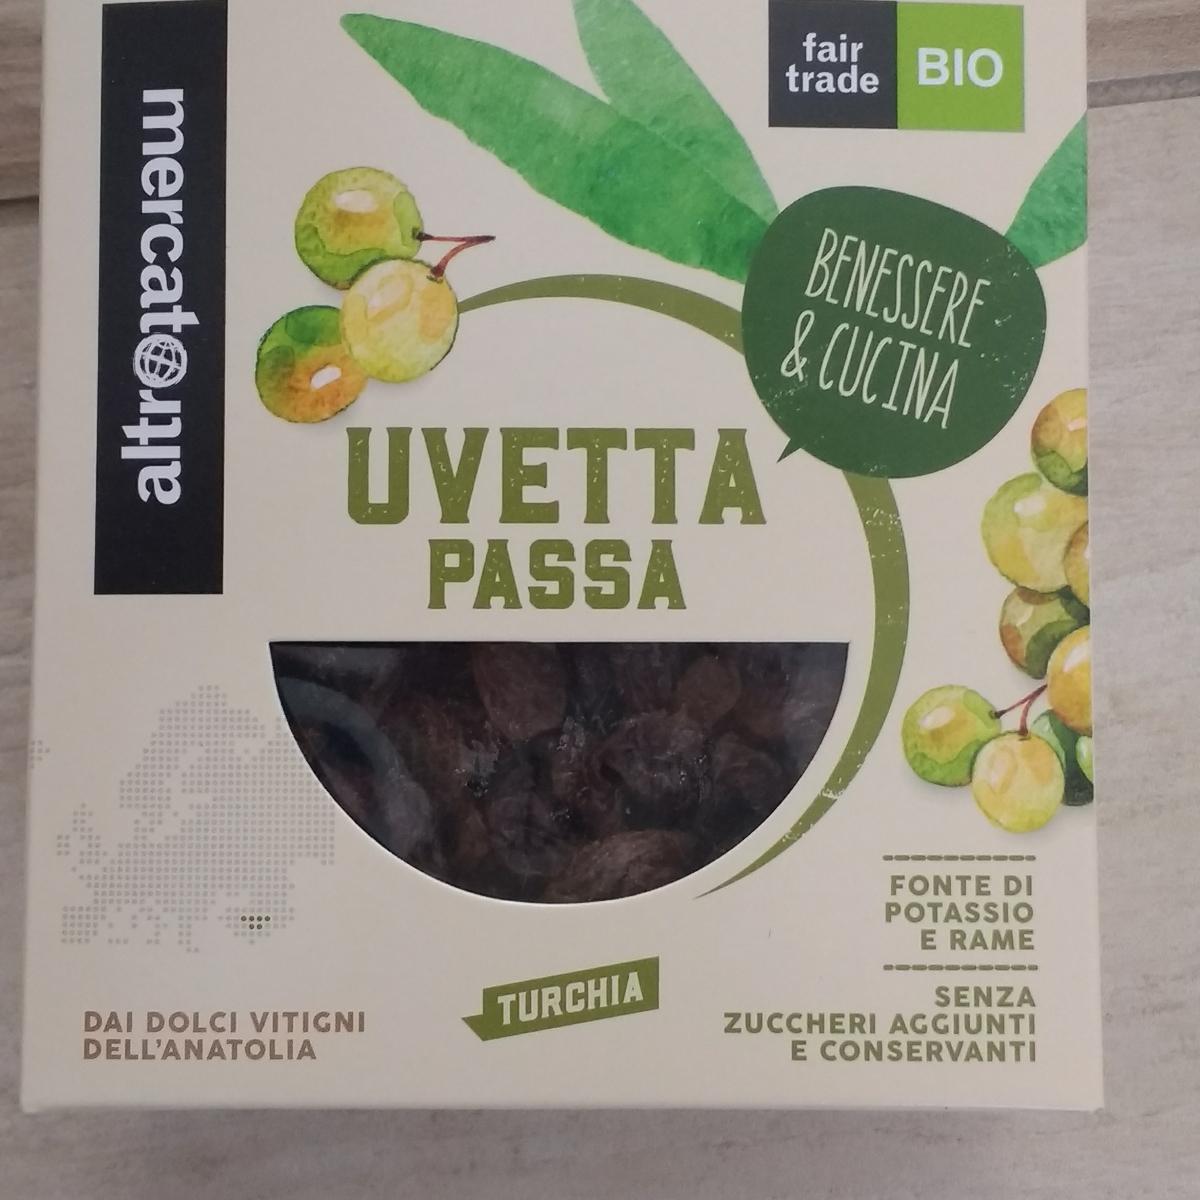 altromercato
fair
trade
BIO
BENESSERE
& CUCINA
UVETTA
PASSA
FONTE DI
POTASSIO
E RAME
TURCHIA
SENZA
ZUCCHERI AGGIUNTI
E CONSERVANTI
DAI DOLCI VITIGNI
DELL'ANATOLIA